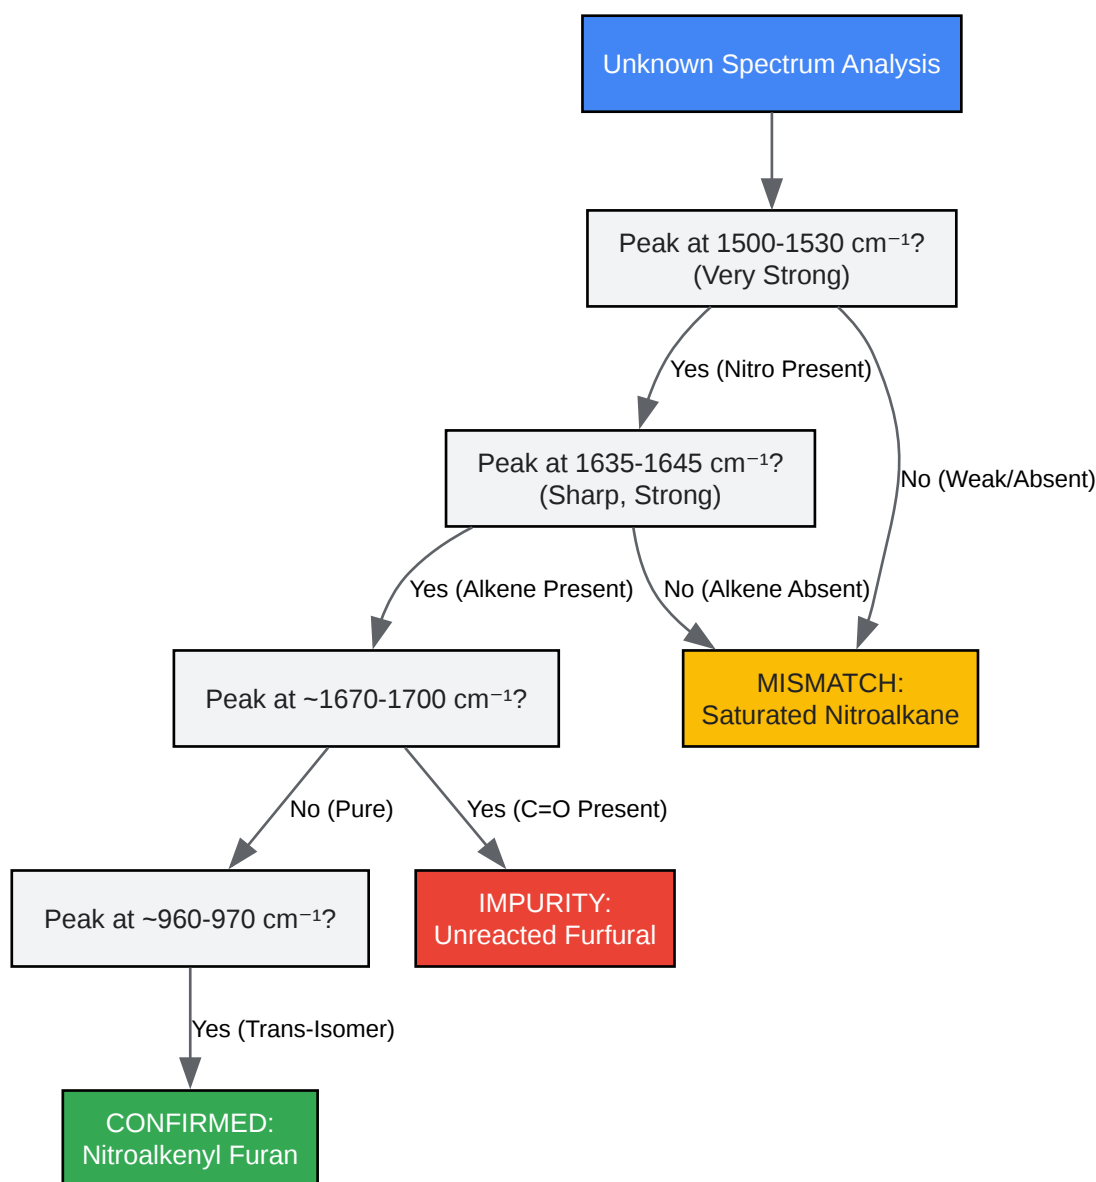 Unknown Spectrum Analysis
Peak at 1500-1530 cm⁻¹?
(Very Strong)
Yes (Nitro Present)
No (Weak/Absent)
Peak at 1635-1645 cm⁻¹?
(Sharp, Strong)
Yes (Alkene Present)
No (Alkene Absent)
Peak at ~1670-1700 cm⁻¹?
MISMATCH:
Saturated Nitroalkane
No (Pure)
Yes (C=O Present)
Peak at ~960-970 cm⁻¹?
IMPURITY:
Unreacted Furfural
Yes (Trans-Isomer)
CONFIRMED:
Nitroalkenyl Furan